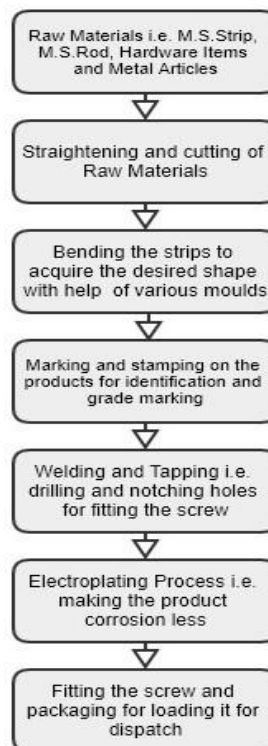 Raw Materials i.e. M.S.Strip,
M.S.Rod, Hardware Items
and Metal Articles
Straightening and cutting of
Raw Materials
Bending the strips to
acquire the desired shape
with help of various moulds
Marking and stamping on the
products for identification and
grade marking
Welding and Tapping i.e.
drilling and notching holes
for fitting the screw
Electroplating Process i.e.
making the product
corrosion less
Fitting the screw and
packaging for loading it for
dispatch